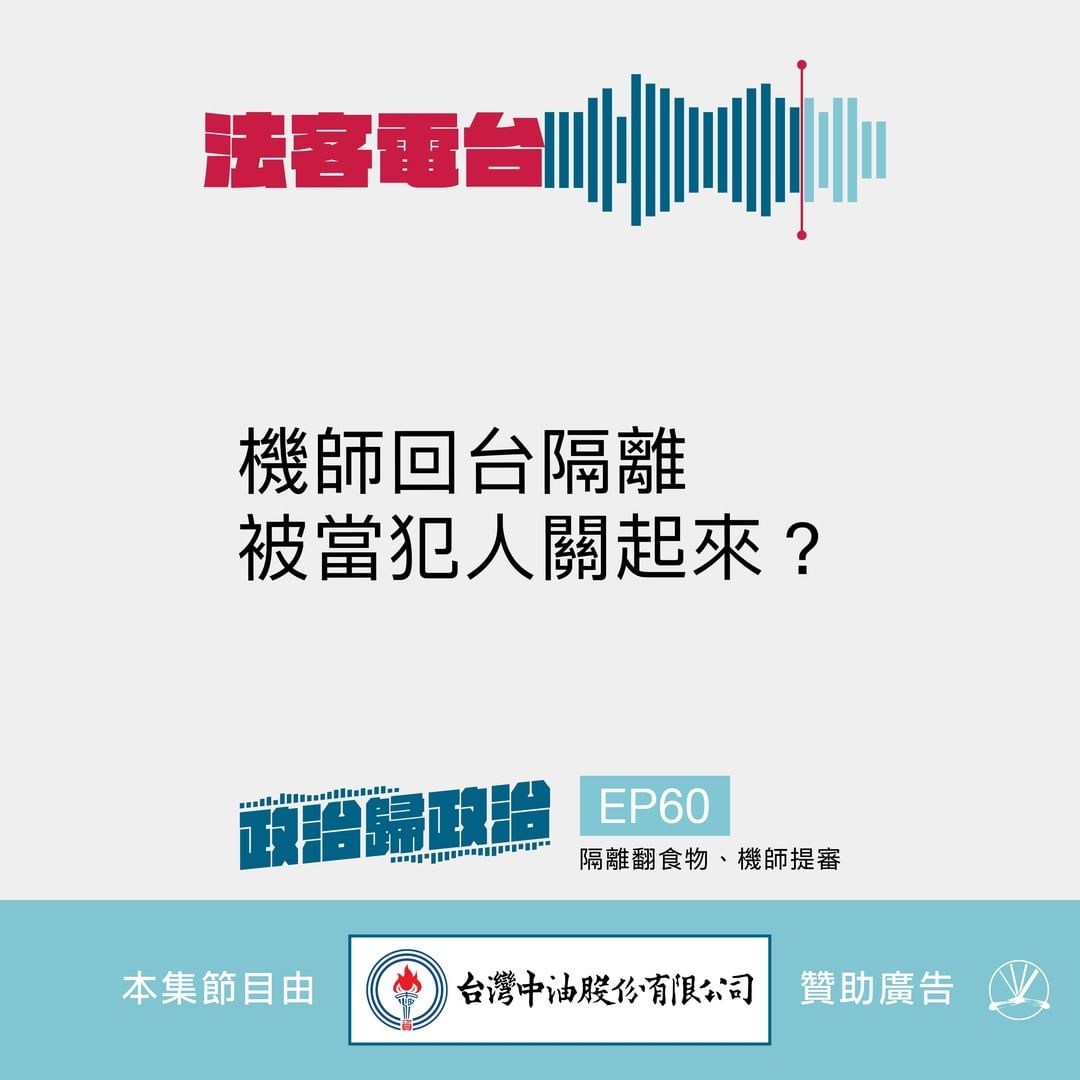 法客電台
機師回台隔離
被當犯人關起來？
政治歸政治
EP60
隔離翻食物、機師提審
本集節目由
台灣中油股份有限公司
贊助廣告